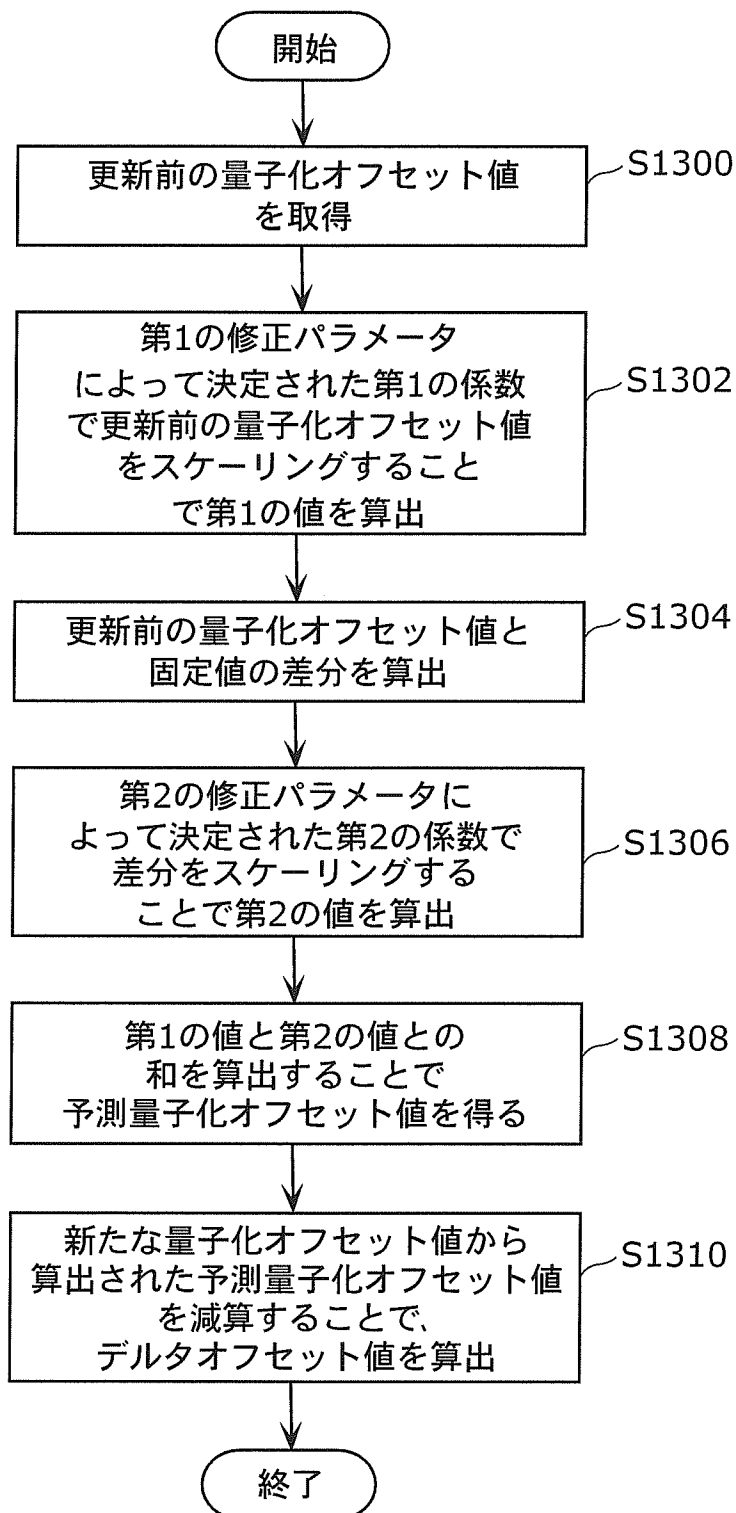 開始
更新前の量子化オフセット値
を取得
S1300
第1の修正パラメータ
によって決定された第1の係数
で更新前の量子化オフセット値
をスケーリングすること
で第1の値を算出
S1302
更新前の量子化オフセット値と
固定値の差分を算出
S1304
第2の修正パラメータに
よって決定された第2の係数で
差分をスケーリングする
ことで第2の値を算出
S1306
第1の値と第2の値との
和を算出することで
予測量子化オフセット値を得る
S1308
新たな量子化オフセット値から
算出された予測量子化オフセット値
を減算することで、
デルタオフセット値を算出
S1310
終了